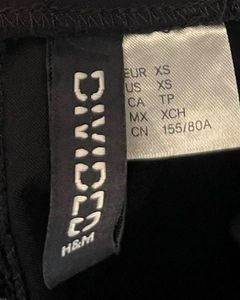 DIVIDED
H&M
EUR XS
US XS
CA TP
MX XCH
CN 155/80A